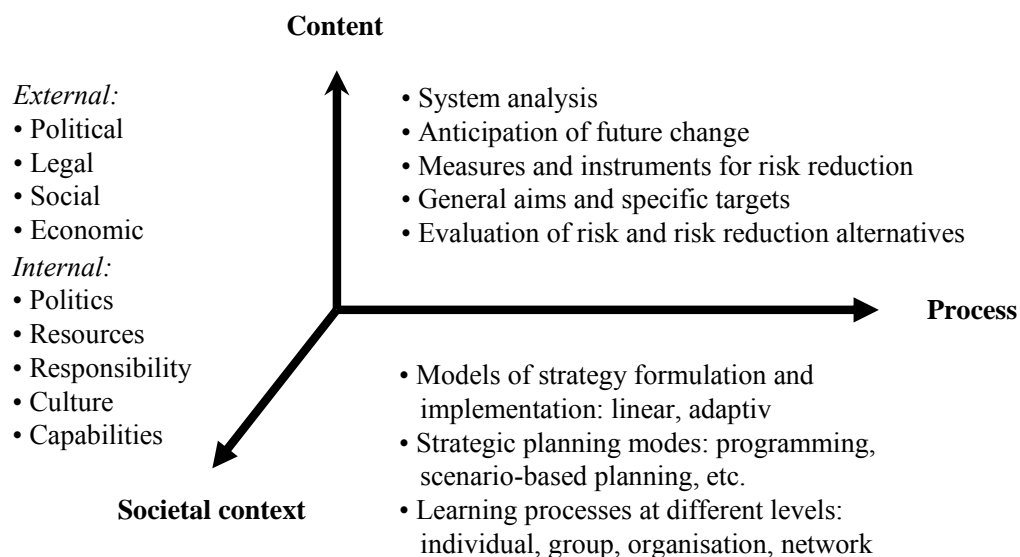 Content
External:
• Political
• Legal
• Social
• Economic
Internal:
• Politics
• Resources
• Responsibility
• Culture
• Capabilities
• System analysis
• Anticipation of future change
• Measures and instruments for risk reduction
• General aims and specific targets
• Evaluation of risk and risk reduction alternatives
Process
• Models of strategy formulation and
implementation: linear, adaptiv
• Strategic planning modes: programming,
scenario-based planning, etc.
• Learning processes at different levels:
individual, group, organisation, network
Societal context